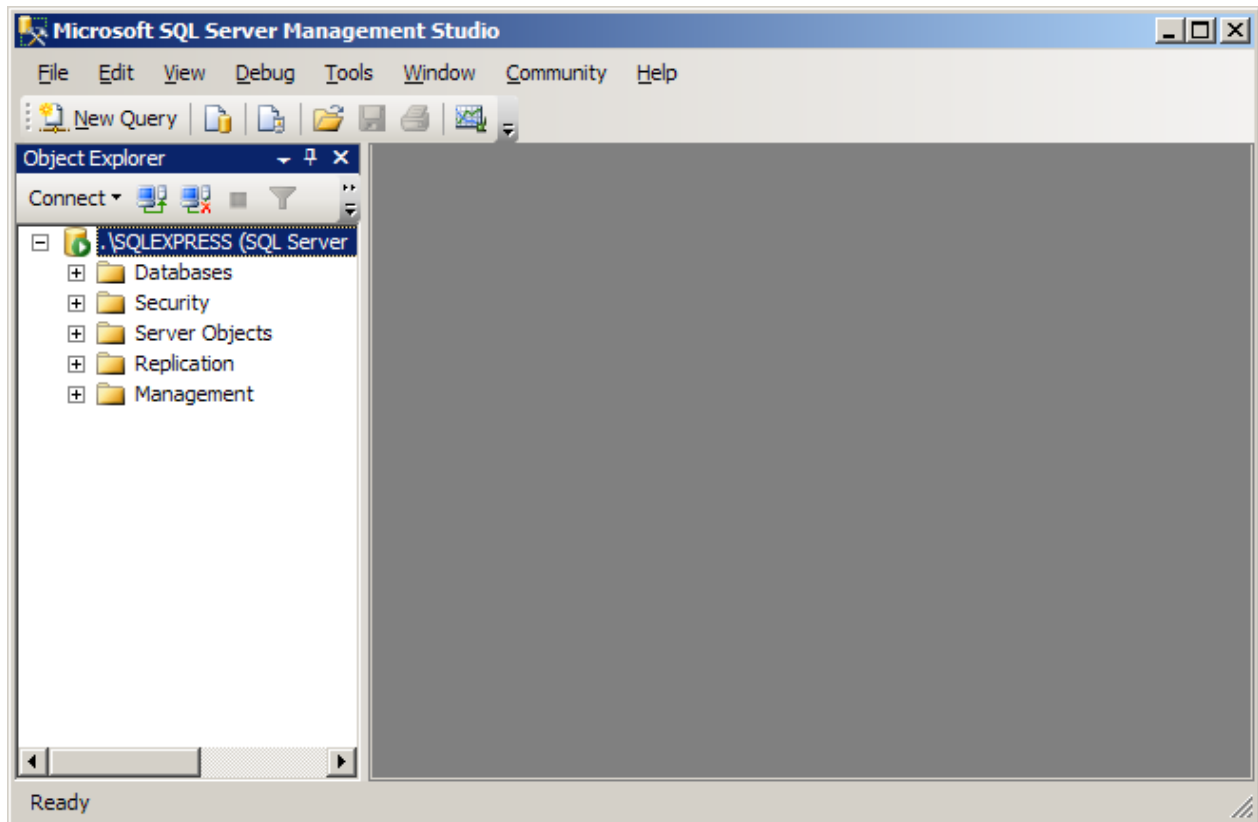 Microsoft SQL Server Management Studio
File Edit View Debug Tools Window Community Help
New Query
Object Explorer
Connect
.\SQLEXPRESS (SQL Server
Databases
Security
Server Objects
Replication
Management
Ready